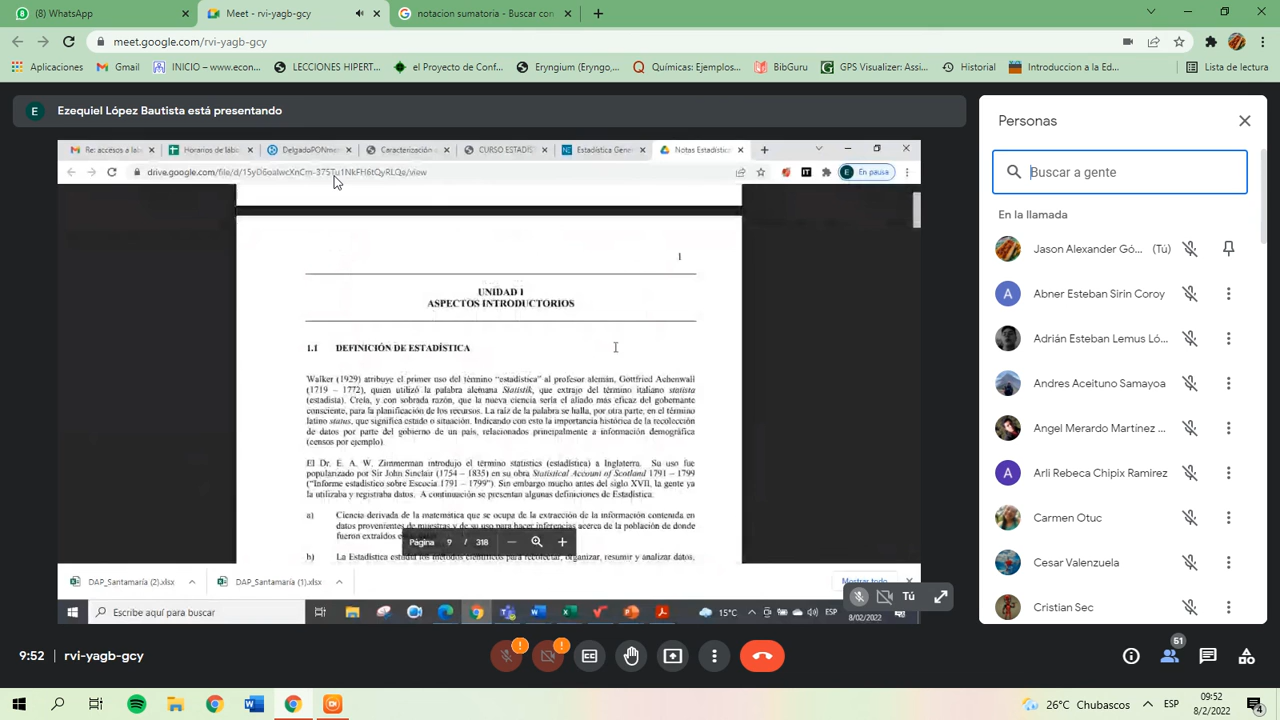 (8) WhatsApp
Meet - rvi-yagb-gcy
notacion sumatoria - Buscar con
meet.google.com/rvi-yagb-gcy
Aplicaciones
Gmail
INICIO – www.econ...
LECCIONES HIPERT...
el Proyecto de Conf...
Eryngium (Eryngo,...
Químicas: Ejemplos...
BibGuru
GPS Visualizer: Assi...
Historial
Introduccion a la Ed...
Lista de lectura
E
Ezequiel López Bautista está presentando
Re: accesos a la
Horarios de lab
DelgadoPON
Caracterización
CURSO ESTADÍS
Estadística Gene
Notas Estadístic
drive.google.com/file/d/
/view
En pausa
1
UNIDAD I
ASPECTOS INTRODUCTORIOS
1.1 DEFINICIÓN DE ESTADÍSTICA
Walker (1929) atribuye el primer uso del término “estadística” al profesor alemán, Gottfried Achenwall
(1719 – 1772), quien utilizó la palabra alemana Statistik, que extrajo del término italiano statista
(estadista). Creía, y con sobrada razón, que la nueva ciencia sería el aliado más eficaz del gobernante
consciente, para la planificación de los recursos. La raíz de la palabra se halla, por otra parte, en el término
latino status, que significa estado o situación. Indicando con esto la importancia histórica de la recolección
de datos por parte del gobierno de un país, relacionados principalmente a información demográfica
(censos por ejemplo).
El Dr. E. A. W. Zimmerman introdujo el término statistics (estadística) a Inglaterra. Su uso fue
popularizado por Sir John Sinclair (1754 – 1835) en su obra Statistical Account of Scotland 1791 – 1799
(“Informe estadístico sobre Escocia 1791 – 1799”). Sin embargo mucho antes del siglo XVII, la gente ya
la utilizaba y registraba datos. A continuación se presentan algunas definiciones de Estadística.
a) Ciencia derivada de la matemática que se ocupa de la extracción de la información contenida en
datos provenientes de muestras y de su uso para hacer inferencias acerca de la población de donde
fueron extraídos
b) La Estadística estudia los métodos científicos para recolectar, organizar, resumir y analizar datos,
Página 9 / 318
DAP_Santamaría (2).xlsx
DAP_Santamaría (1).xlsx
Mostrar todo
Tú
Escribe aquí para buscar
15°C
ESP
8/02/2022
Personas
Buscar a gente
En la llamada
Jason Alexander Gó... (Tú)
A
Abner Esteban Sirin Coroy
Adrián Esteban Lemus Ló...
Andres Aceituno Samayoa
Angel Merardo Martínez ...
A
Arli Rebeca Chipix Ramirez
Carmen Otuc
Cesar Valenzuela
Cristian Sec
9:52
rvi-yagb-gcy
51
26°C Chubascos
ESP
09:52
8/2/2022
4